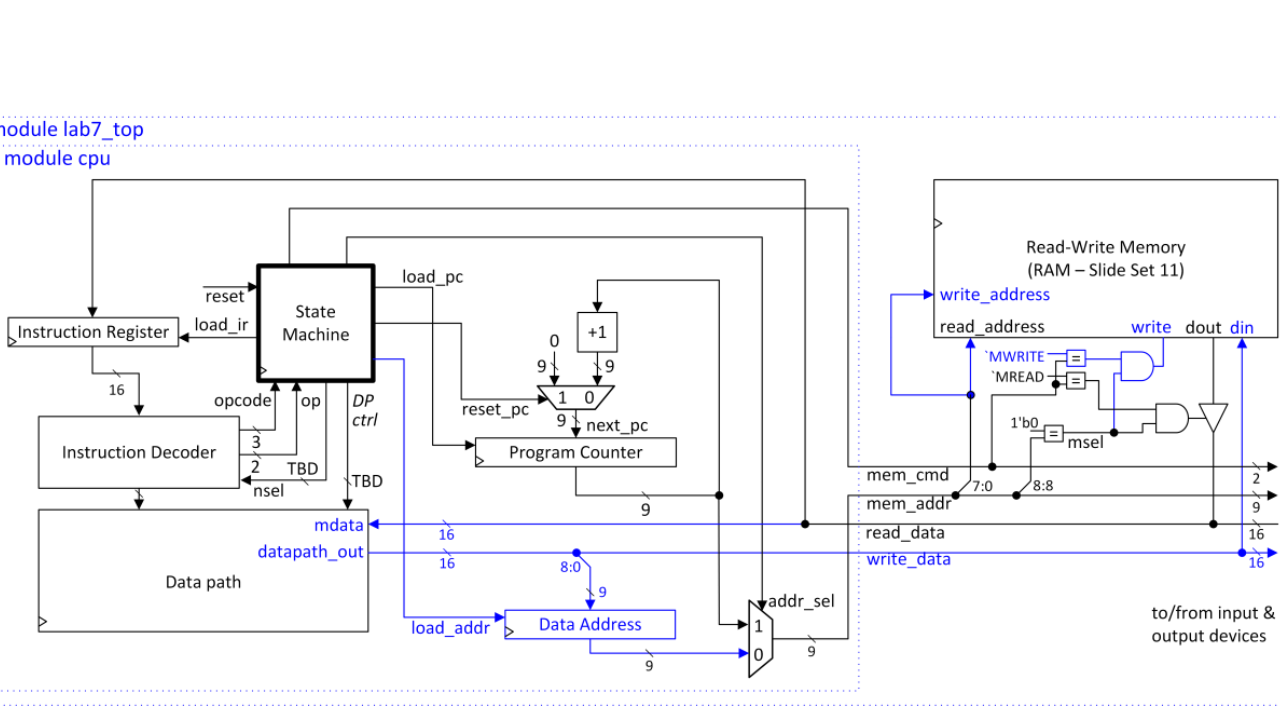 module lab7_top
module cpu
Read-Write Memory
(RAM – Slide Set 11)
write_address
read_address
write
dout
din
reset
State
Machine
load_pc
load_ir
Instruction Register
+1
0
9
9
1 0
`MWRITE
=
`MREAD
=
16
opcode
op
DP
ctrl
reset_pc
9
next_pc
1'b0
=
msel
Instruction Decoder
3
2
TBD
nsel
TBD
Program Counter
mem_cmd
2
7:0
8:8
9
mem_addr
9
mdata
16
read_data
16
datapath_out
16
8:0
write_data
16
Data path
9
addr_sel
load_addr
Data Address
1
0
9
9
to/from input &
output devices